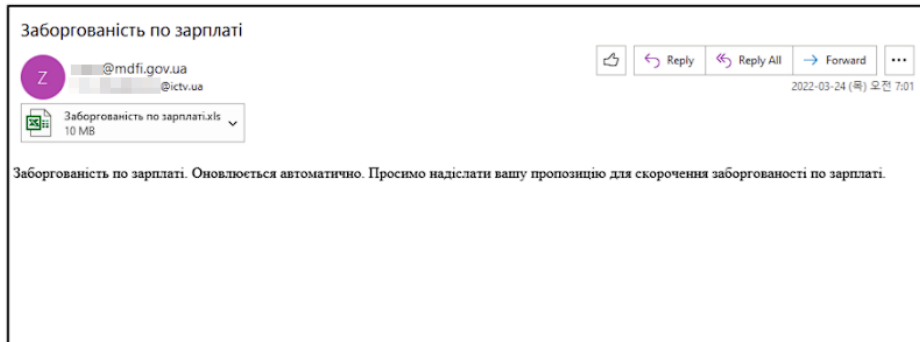 Заборгованість по зарплаті
Z
@mdfi.gov.ua
@ictv.ua
Reply
Reply All
Forward
2022-03-24 (목) 오전 7:01
Заборгованість по зарплаті.xls
10 MB
Заборгованість по зарплаті. Оновлюється автоматично. Просимо надіслати вашу пропозицію для скорочення заборгованості по зарплаті.